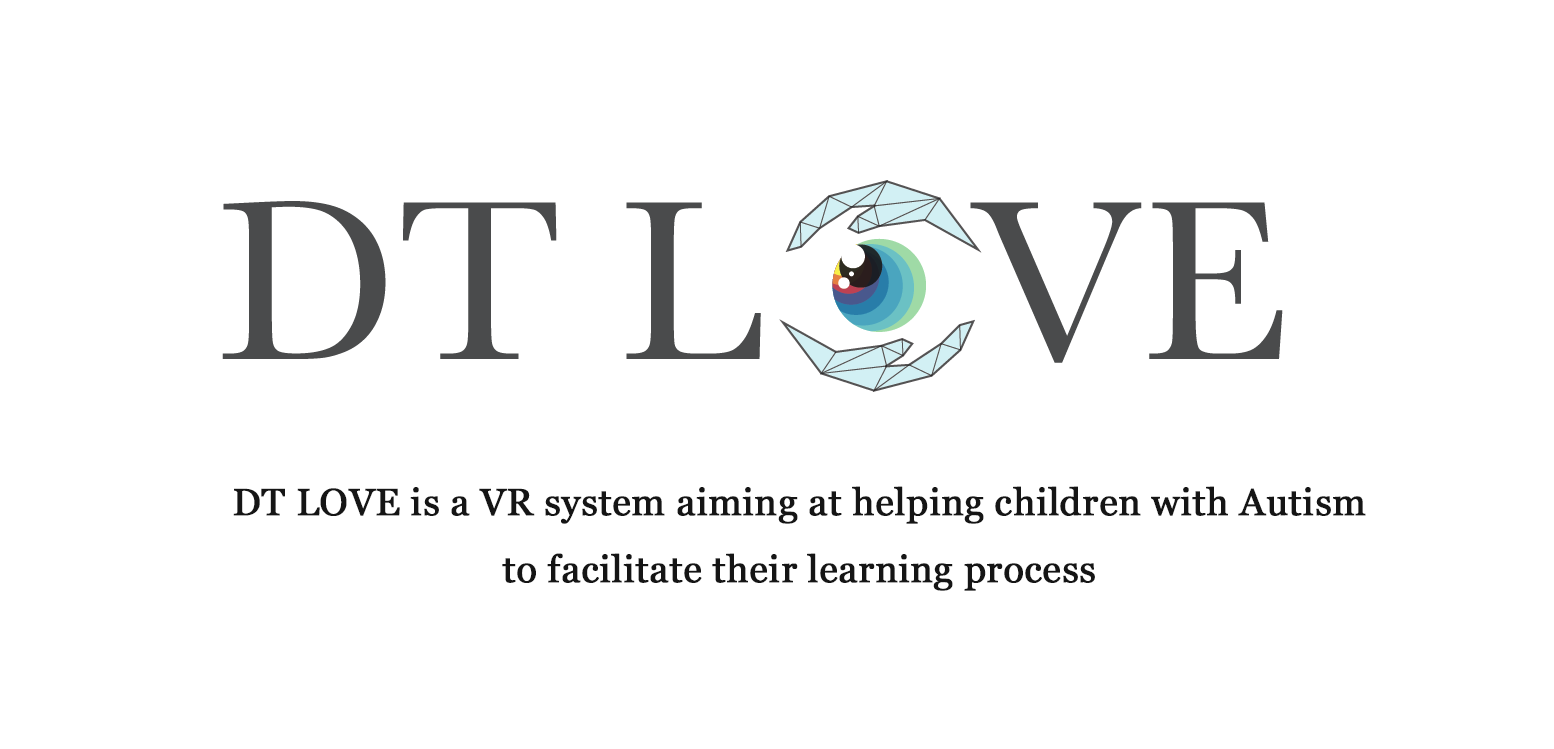 DT LOVE
DT LOVE is a VR system aiming at helping children with Autism
to facilitate their learning process